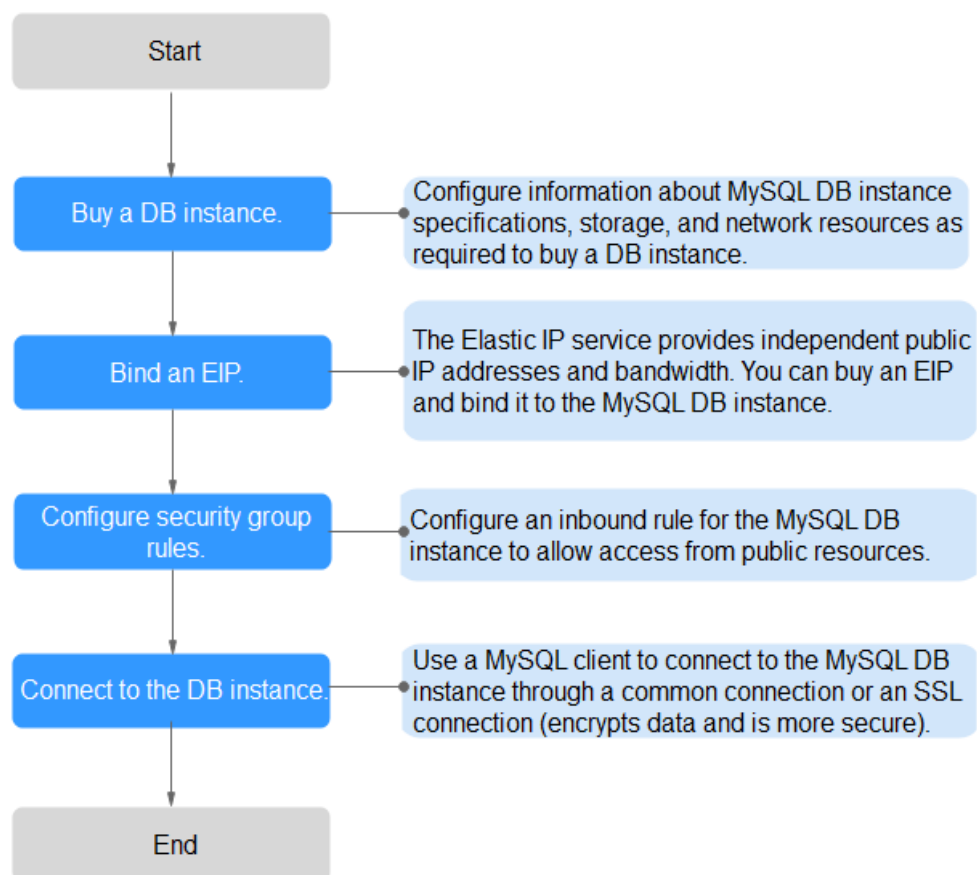 Start
Buy a DB instance.
Configure information about MySQL DB instance
specifications, storage, and network resources as
required to buy a DB instance.
Bind an EIP.
The Elastic IP service provides independent public
IP addresses and bandwidth. You can buy an EIP
and bind it to the MySQL DB instance.
Configure security group
rules.
Configure an inbound rule for the MySQL DB
instance to allow access from public resources.
Connect to the DB instance.
Use a MySQL client to connect to the MySQL DB
instance through a common connection or an SSL
connection (encrypts data and is more secure).
End